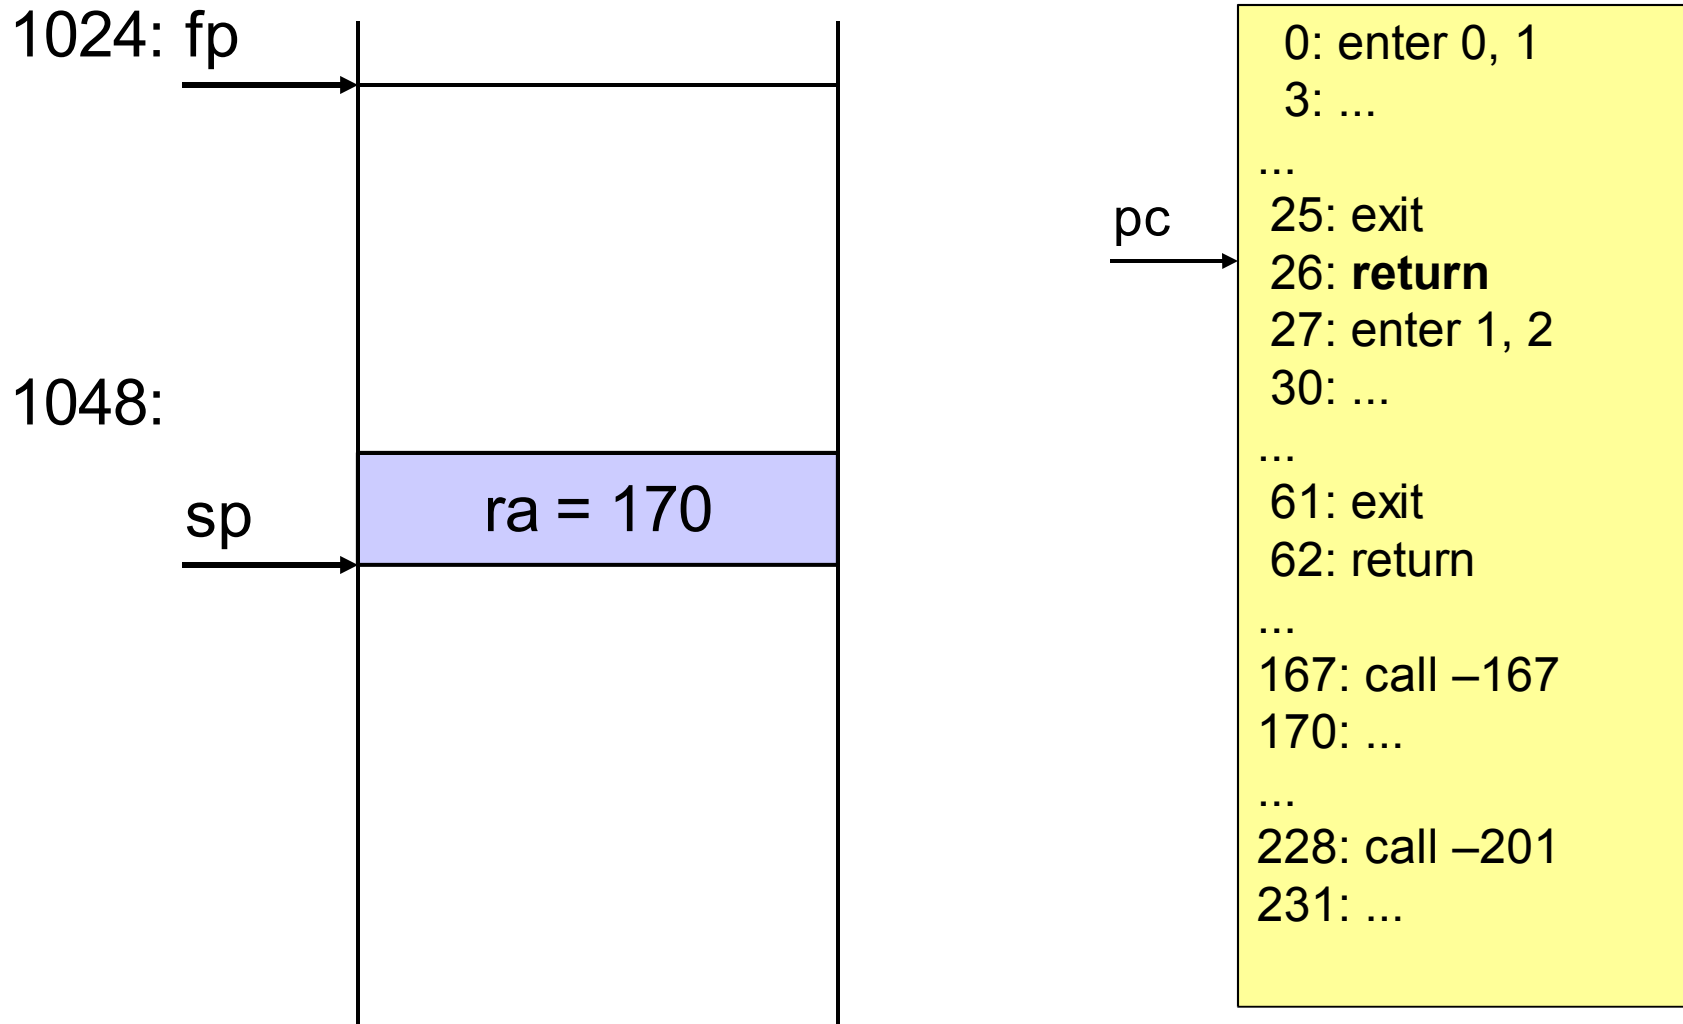 1024: fp
1048:
sp
ra = 170
pc
0: enter 0, 1
3: ...
...
25: exit
26: return
27: enter 1, 2
30: ...
...
61: exit
62: return
...
167: call –167
170: ...
...
228: call –201
231: ...